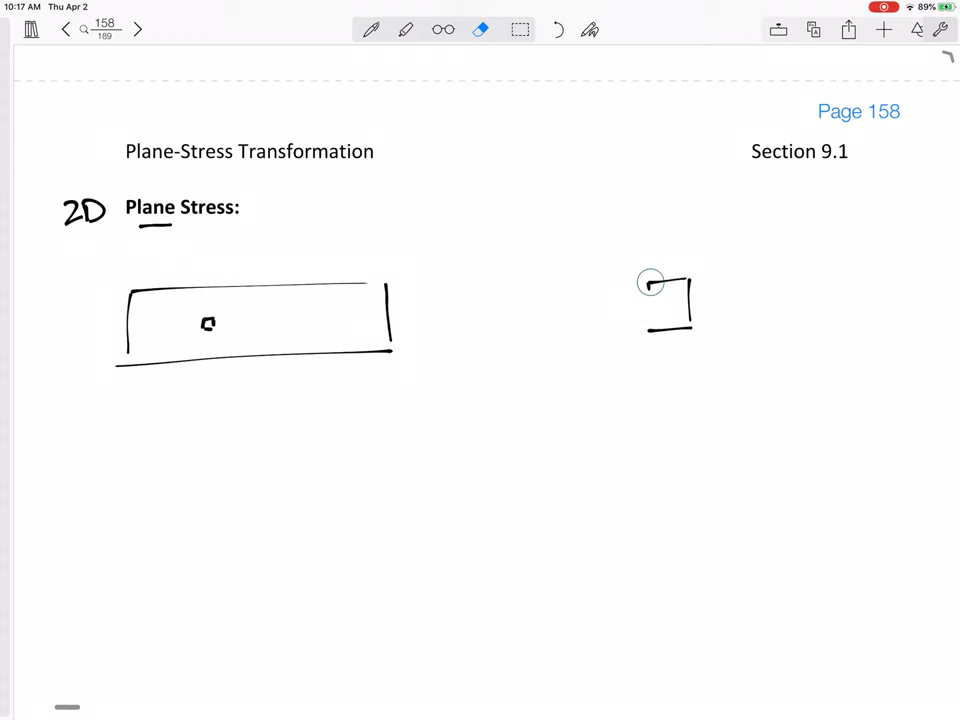 10:17 AM Thu Apr 2
89%
158
189
Page 158
Plane-Stress Transformation
Section 9.1
2D Plane Stress: